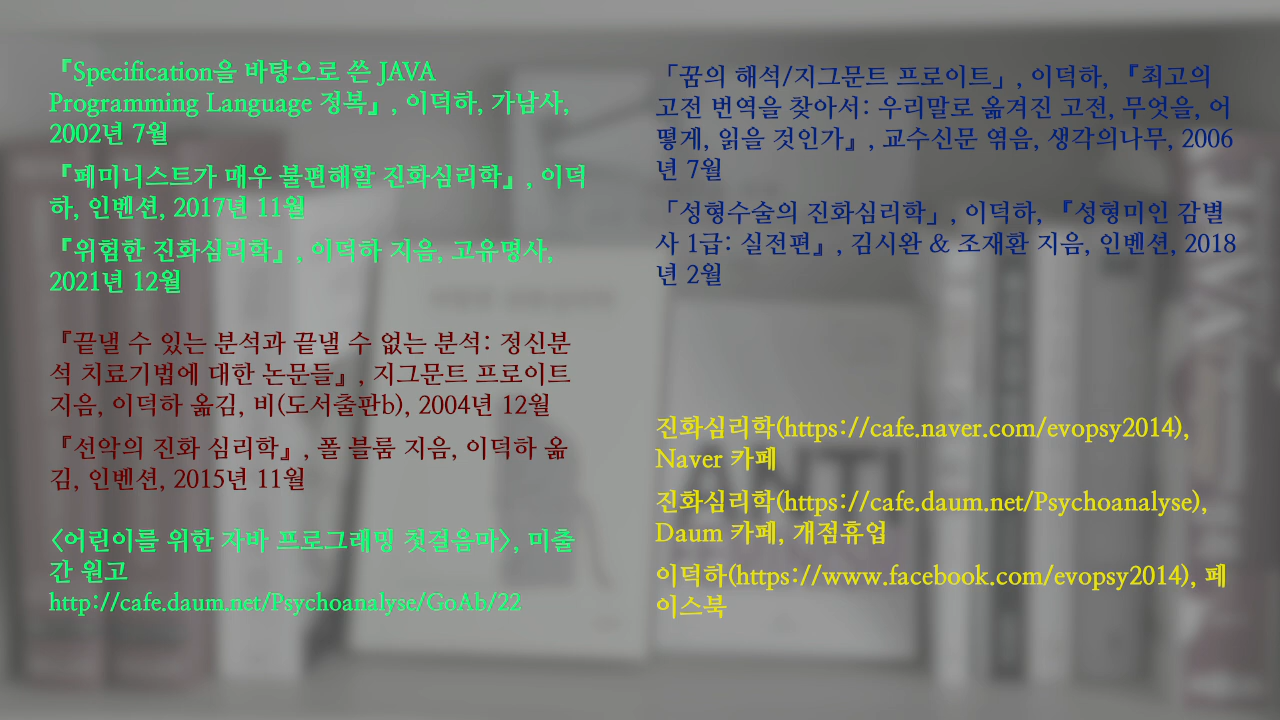 『Specification을 바탕으로 쓴 JAVA
Programming Language 정복』, 이덕하, 가남사,
2002년 7월
『페미니스트가 매우 불편해할 진화심리학』, 이덕
하, 인벤션, 2017년 11월
『위험한 진화심리학』, 이덕하 지음, 고유명사,
2021년 12월
『끝낼 수 있는 분석과 끝낼 수 없는 분석: 정신분
석 치료기법에 대한 논문들』, 지그문트 프로이트
지음, 이덕하 옮김, 비(도서출판b), 2004년 12월
『선악의 진화 심리학』, 폴 블룸 지음, 이덕하 옮
김, 인벤션, 2015년 11월
〈어린이를 위한 자바 프로그래밍 첫걸음마〉, 미출
간 원고
http://cafe.daum.net/Psychoanalyse/GoAb/22
「꿈의 해석/지그문트 프로이트」, 이덕하, 『최고의
고전 번역을 찾아서: 우리말로 옮겨진 고전, 무엇을, 어
떻게, 읽을 것인가』, 교수신문 엮음, 생각의나무, 2006
년 7월
「성형수술의 진화심리학」, 이덕하, 『성형미인 감별
사 1급: 실전편』, 김시완 & 조재환 지음, 인벤션, 2018
년 2월
진화심리학(https://cafe.naver.com/evopsy2014),
Naver 카페
진화심리학(https://cafe.daum.net/Psychoanalyse),
Daum 카페, 개점휴업
이덕하(https://www.facebook.com/evopsy2014), 페
이스북